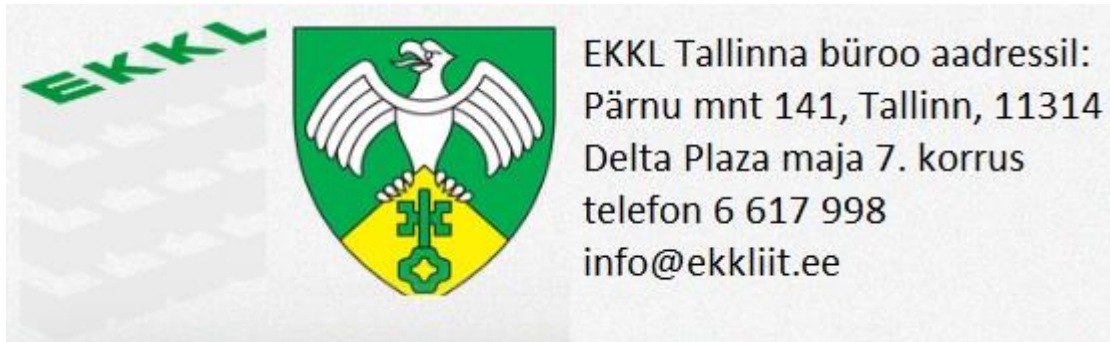 EKKL
EKKL Tallinna büroo aadressil:
Pärnu mnt 141, Tallinn, 11314
Delta Plaza maja 7. korrus
telefon 6 617 998
info@ekkliit.ee